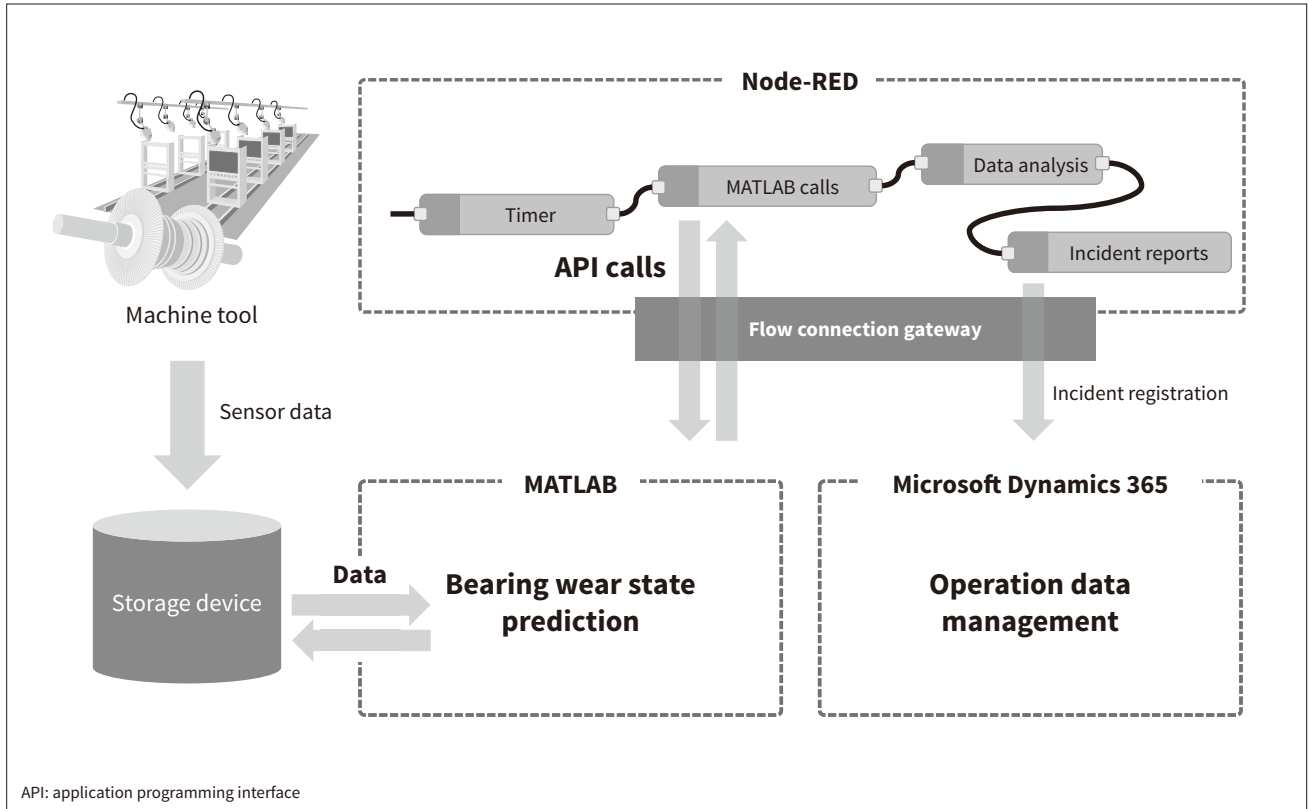 Node-RED
Timer
MATLAB calls
Data analysis
Incident reports
API calls
Flow connection gateway
Machine tool
Sensor data
Incident registration
MATLAB
Microsoft Dynamics 365
Storage device
Data
Bearing wear state
prediction
Operation data
management
API: application programming interface